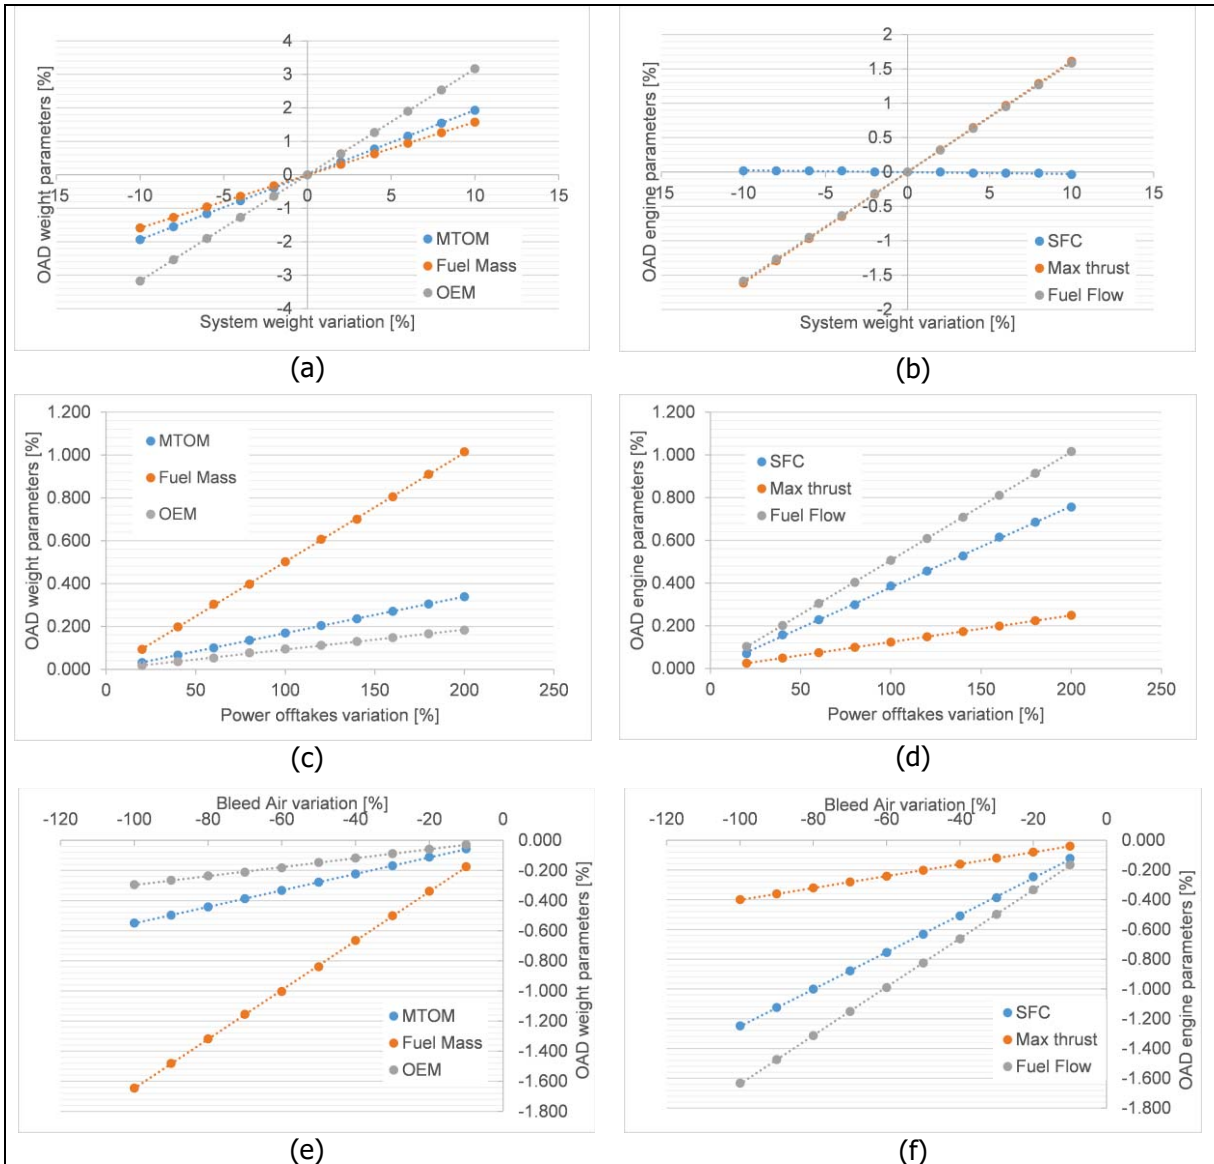 OAD weight parameters [%]
4
3
2
1
0
-1
-2
-3
-4
-15
-10
-5
0
5
10
15
MTOM
Fuel Mass
OEM
System weight variation [%]
(a)
OAD engine parameters [%]
2
1.5
1
0.5
0
-0.5
-1
-1.5
-2
-15
-10
-5
0
5
10
15
SFC
Max thrust
Fuel Flow
System weight variation [%]
(b)
OAD weight parameters [%]
1.200
1.000
0.800
0.600
0.400
0.200
0.000
MTOM
Fuel Mass
OEM
0
50
100
150
200
250
Power offtakes variation [%]
(c)
OAD engine parameters [%]
1.200
1.000
0.800
0.600
0.400
0.200
0.000
SFC
Max thrust
Fuel Flow
0
50
100
150
200
250
Power offtakes variation [%]
(d)
Bleed Air variation [%]
-120
-100
-80
-60
-40
-20
0
0.000
-0.200
-0.400
-0.600
-0.800
-1.000
-1.200
-1.400
-1.600
-1.800
OAD weight parameters [%]
MTOM
Fuel Mass
OEM
(e)
Bleed Air variation [%]
-120
-100
-80
-60
-40
-20
0
0.000
-0.200
-0.400
-0.600
-0.800
-1.000
-1.200
-1.400
-1.600
-1.800
OAD engine parameters [%]
SFC
Max thrust
Fuel Flow
(f)